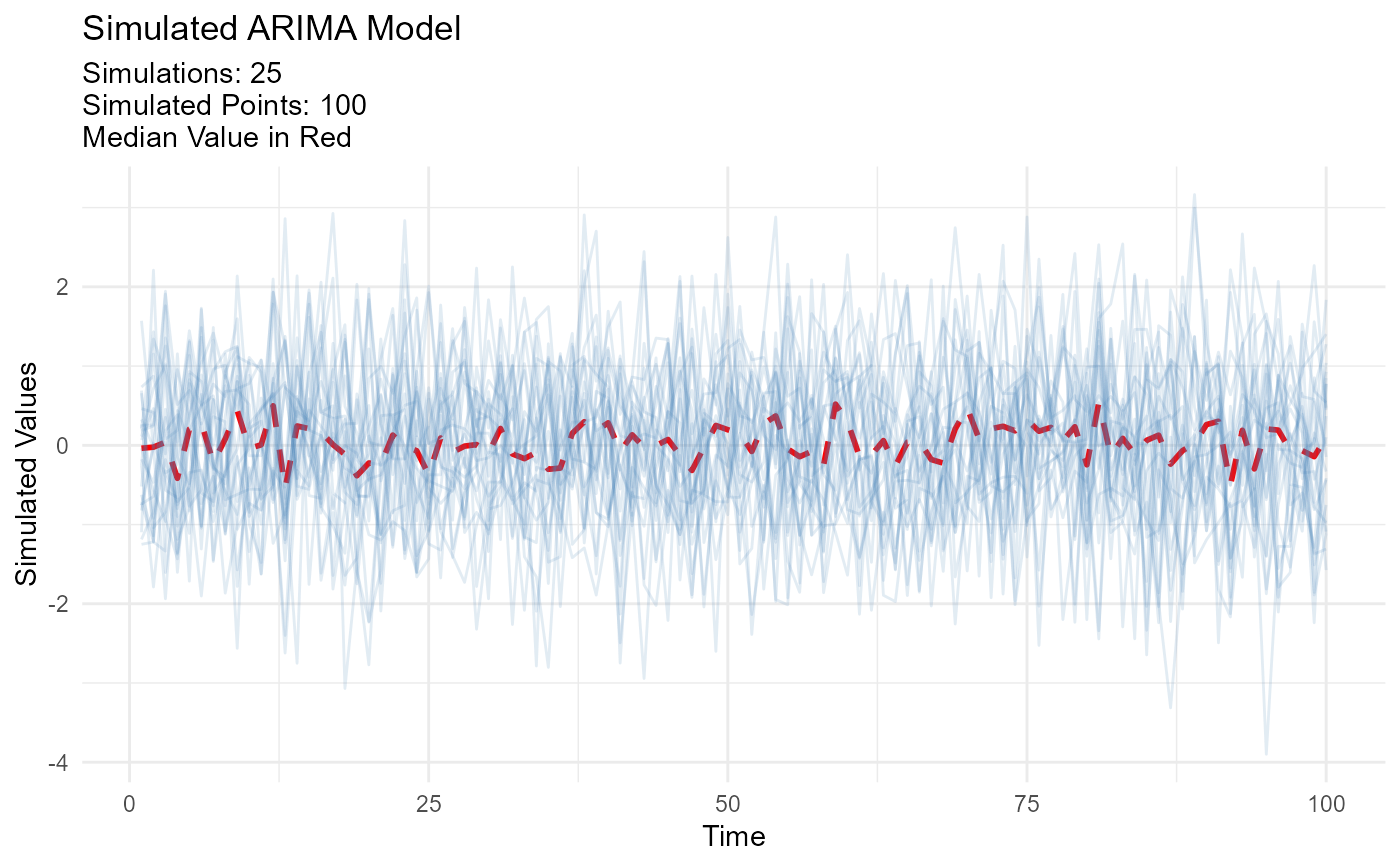 Simulated ARIMA Model
Simulations: 25
Simulated Points: 100
Median Value in Red
Simulated Values
2
0
-2
-4
0 25 50 75 100
Time